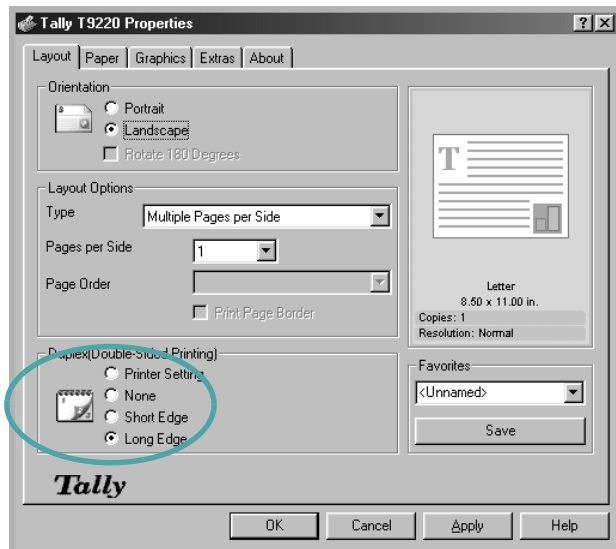 Tally T9220 Properties
Layout Paper Graphics Extras About
Orientation
Portrait
Landscape
Rotate 180 Degrees
Layout Options
Type Multiple Pages per Side
Pages per Side 1
Page Order
Print Page Border
Duplex(Double-Sided Printing)
Printer Setting
None
Short Edge
Long Edge
Tally
T
Letter
8.50 x 11.00 in.
Copies: 1
Resolution: Normal
Favorites
<Unnamed>
Save
OK Cancel Apply Help